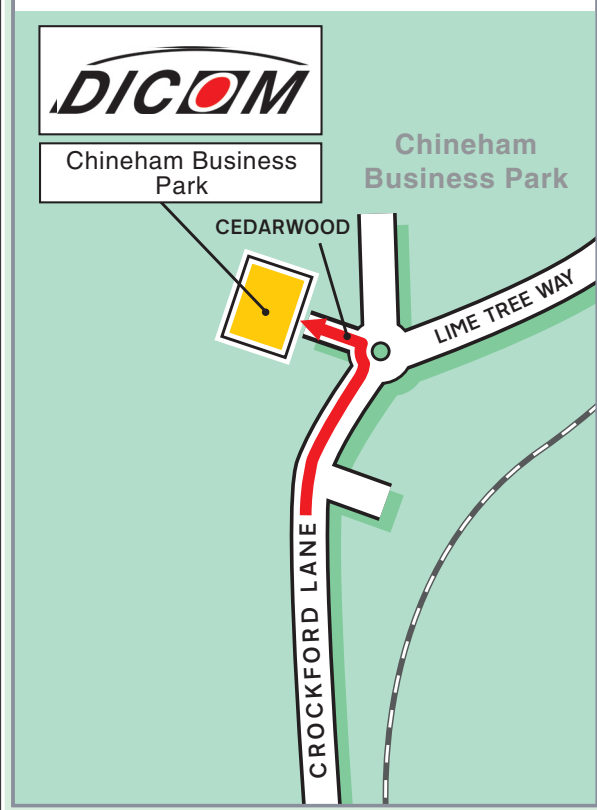 DICOM
Chineham Business
Park
Chineham
Business Park
CEDARWOOD
LIME TREE WAY
CROCKFORD LANE